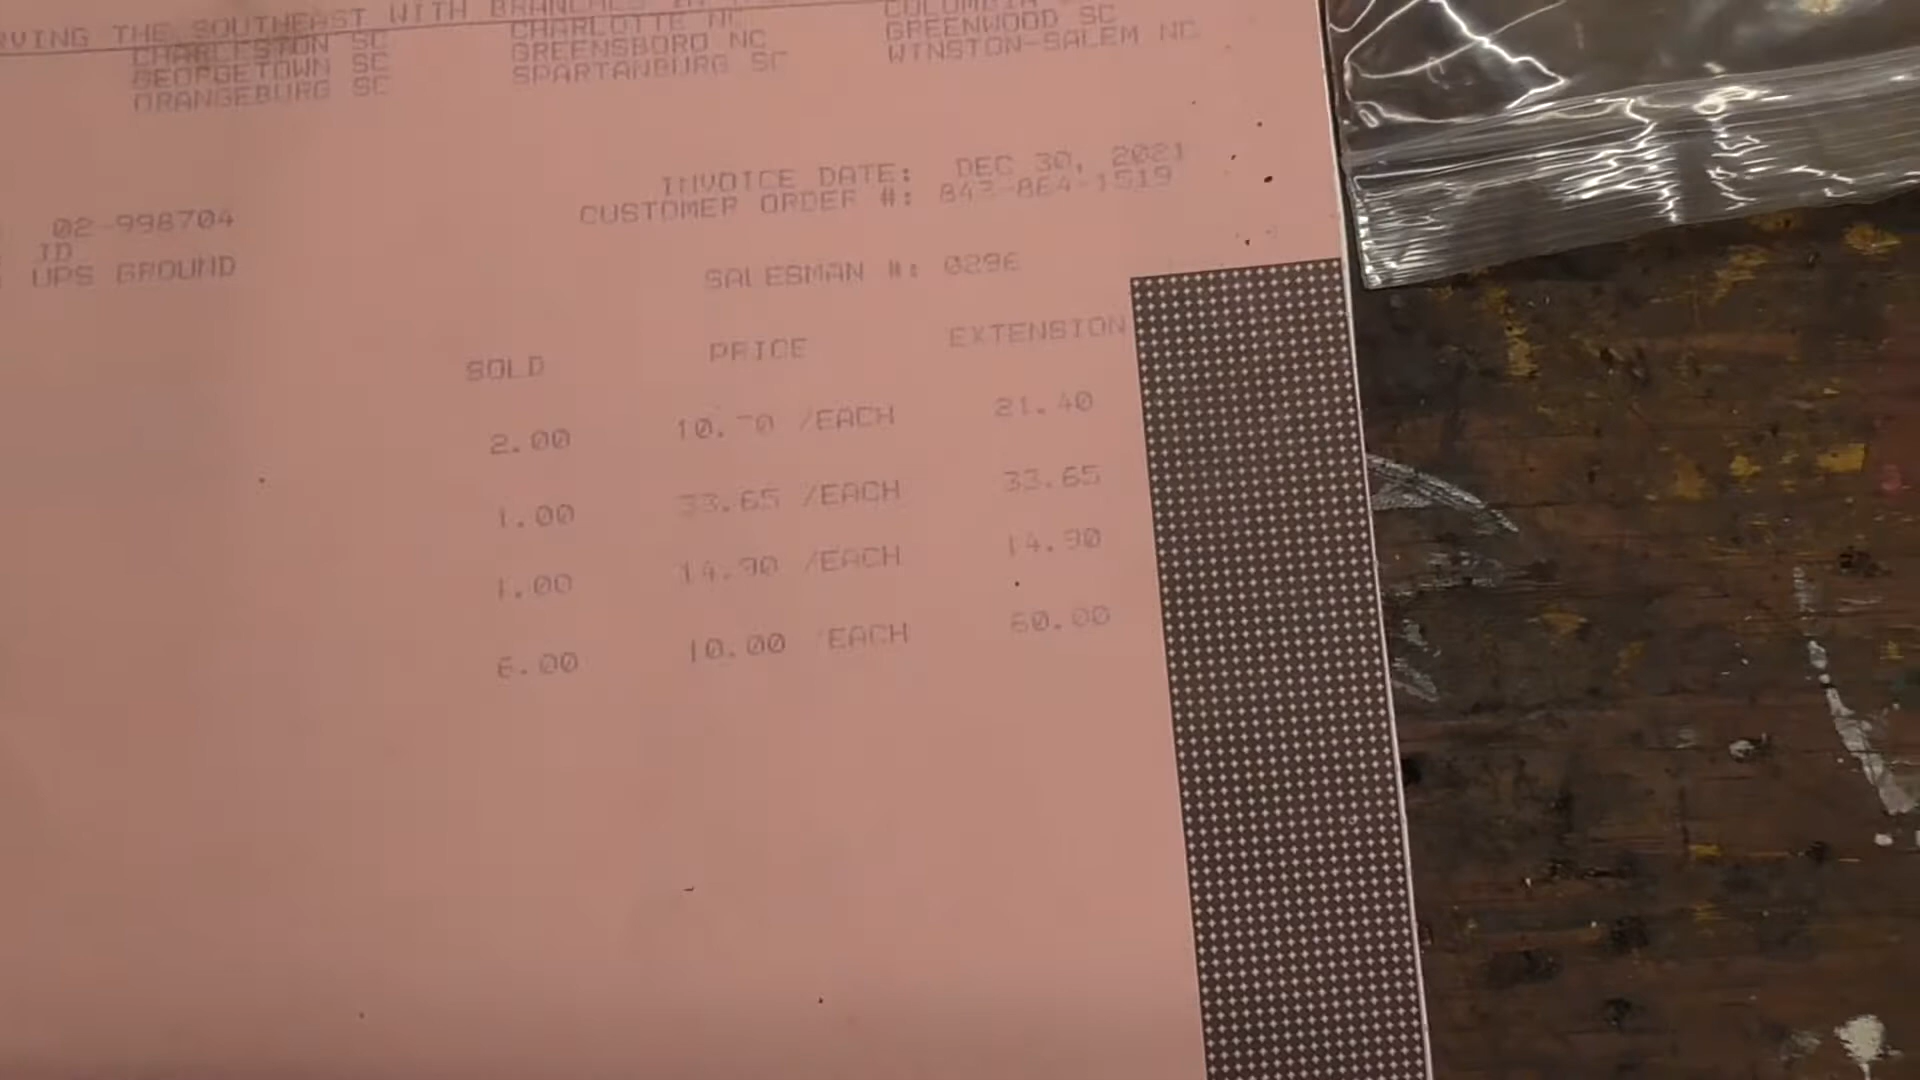 RVING THE SOUTHEAST WITH BRANCHES IN
CHARLESTON SC CHARLOTTE NC COLUMBIA
GEORGETOWN SC GREENSBORO NC GREENWOOD SC
ORANGEBURG SC SPARTANBURG SC WINSTON-SALEM NC
INVOICE DATE: DEC 30, 2021
02-998704 CUSTOMER ORDER #: 843-864-1519
ID
UPS GROUND SALESMAN #: 0296
SOLD PRICE EXTENSION
2.00 10.70 /EACH 21.40
1.00 33.65 /EACH 33.65
1.00 14.90 /EACH 14.90
6.00 10.00 /EACH 60.00